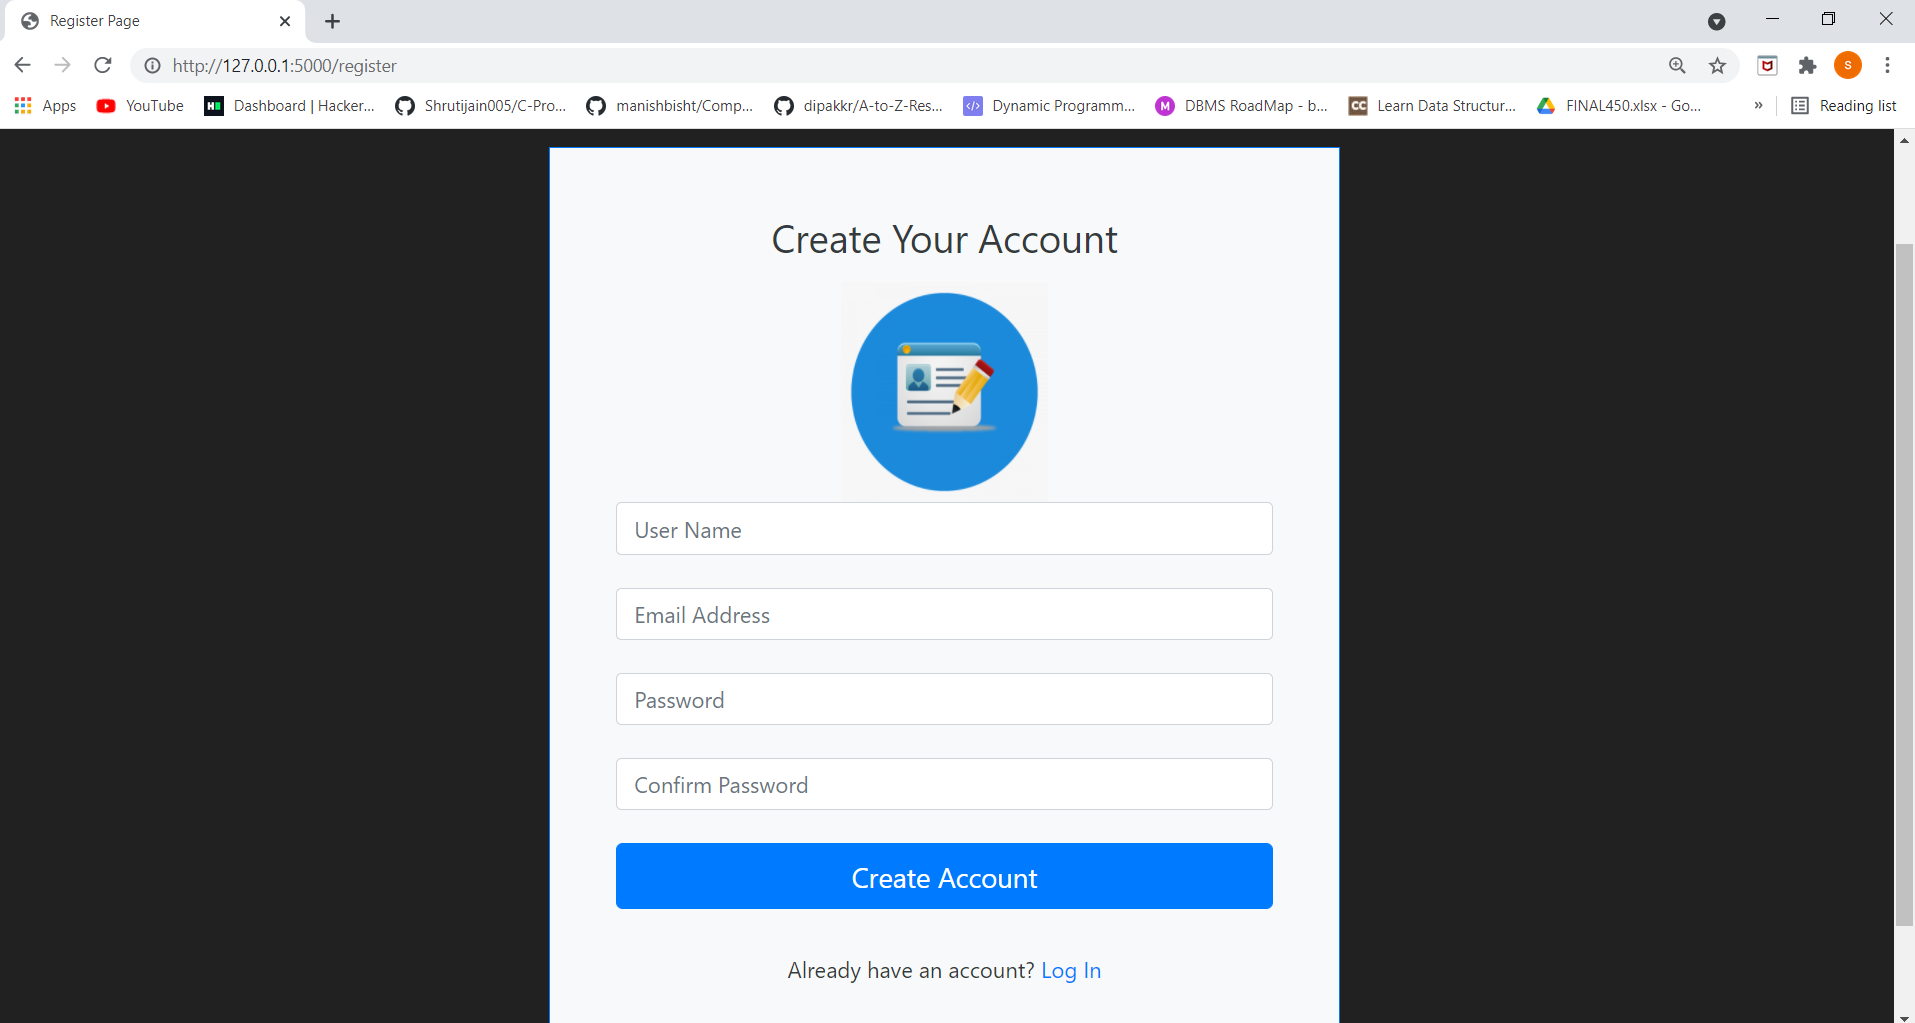 Register Page
http://127.0.0.1:5000/register
S
Apps YouTube Dashboard | Hacker... Shrutijain005/C-Pro... manishbisht/Comp... dipakkr/A-to-Z-Res... Dynamic Programm... M DBMS RoadMap - b... CC Learn Data Structur... FINAL450.xlsx - Go... » Reading list
Create Your Account
User Name
Email Address
Password
Confirm Password
Create Account
Already have an account? Log In